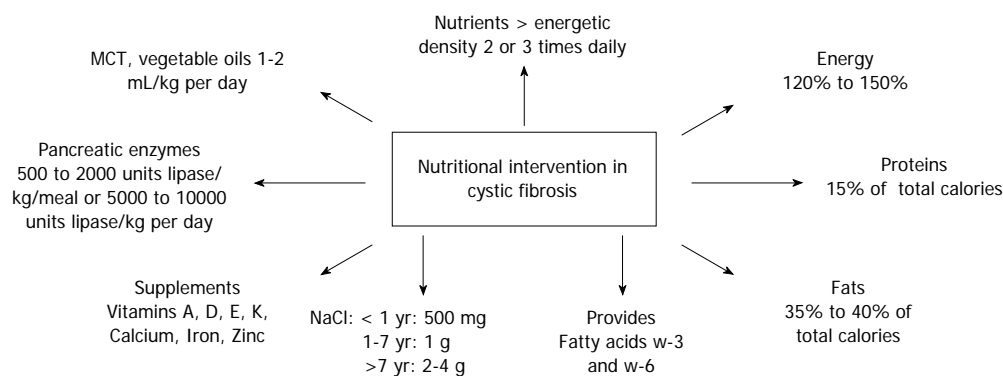 Nutrients > energetic
density 2 or 3 times daily
MCT, vegetable oils 1-2
mL/kg per day
Energy
120% to 150%
Pancreatic enzymes
500 to 2000 units lipase/
kg/meal or 5000 to 10000
units lipase/kg per day
Nutritional intervention in
cystic fibrosis
Proteins
15% of total calories
Supplements
Vitamins A, D, E, K,
Calcium, Iron, Zinc
NaCl: < 1 yr: 500 mg
1-7 yr: 1 g
>7 yr: 2-4 g
Provides
Fatty acids w-3
and w-6
Fats
35% to 40% of
total calories